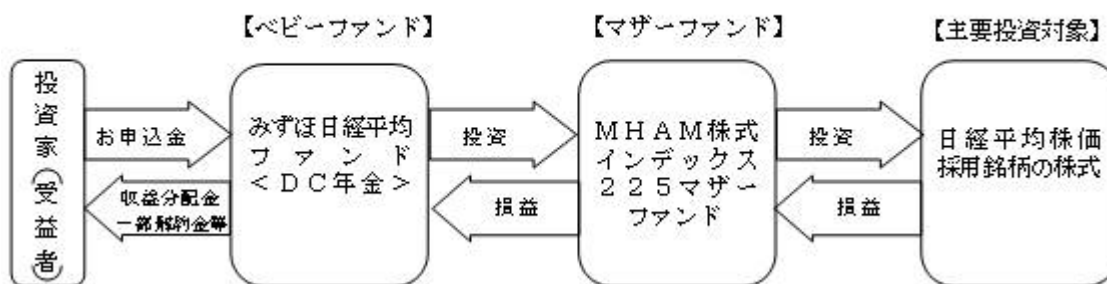 【ベビーファンド】
【マザーファンド】
【主要投資対象】
投資家（受益者）
お申込金
収益分配金
一部解約金等
みずほ日経平均
ファンド
＜ＤＣ年金＞
投資
損益
ＭＨＡＭ株式
インデックス
２２５マザー
ファンド
投資
損益
日経平均株価
採用銘柄の株式